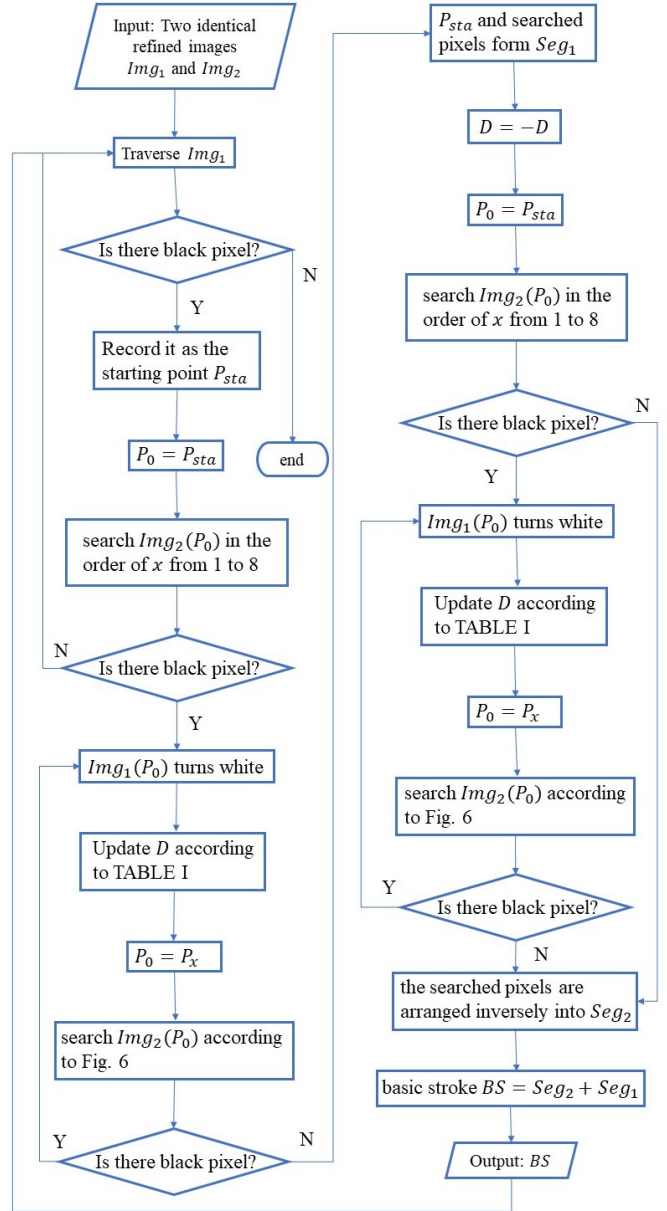 Input: Two identical
refined images
Img₁ and Img₂
Traverse Img₁
Is there black pixel?
N
Y
Record it as the
starting point Pₛₜₐ
P₀ = Pₛₜₐ
end
search Img₂(P₀) in the
order of x from 1 to 8
N
Is there black pixel?
Y
Img₁(P₀) turns white
Update D according
to TABLE I
P₀ = Pₓ
search Img₂(P₀) according
to Fig. 6
Y
N
Is there black pixel?
Pₛₜₐ and searched
pixels form Seg₁
D = −D
P₀ = Pₛₜₐ
search Img₂(P₀) in the
order of x from 1 to 8
N
Is there black pixel?
Y
Img₁(P₀) turns white
Update D according
to TABLE I
P₀ = Pₓ
search Img₂(P₀) according
to Fig. 6
Y
Is there black pixel?
N
the searched pixels are
arranged inversely into Seg₂
basic stroke BS = Seg₂ + Seg₁
Output: BS